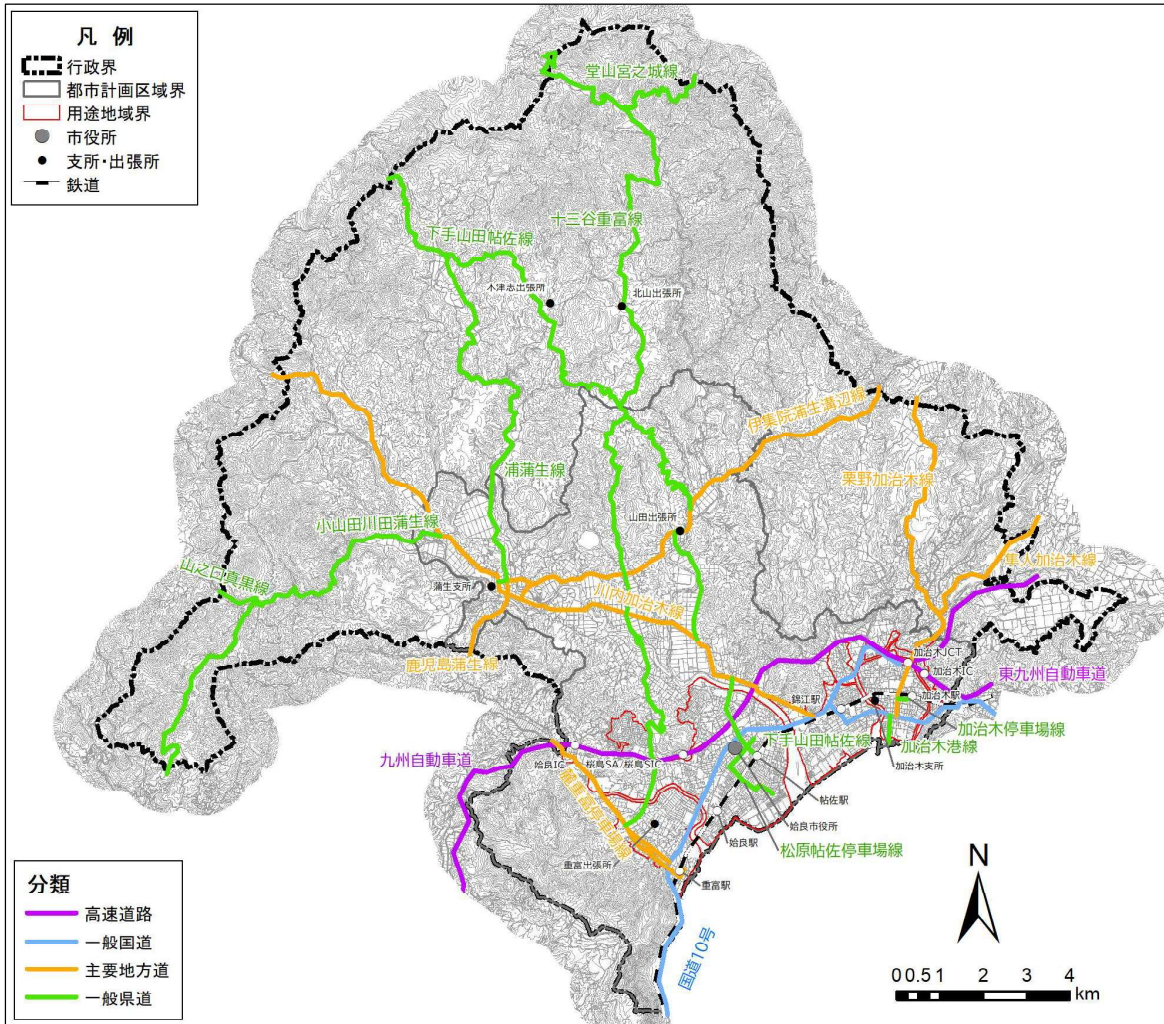 凡 例
行政界
都市計画区域界
用途地域界
市役所
支所・出張所
鉄道
堂山宮之城線
十三谷重富線
下手山田帖佐線
木津志出張所
北山出張所
伊集院蒲生溝辺線
栗野加治木線
浦蒲生線
山田出張所
小山田川田蒲生線
隼人加治木線
山之口真黒線
蒲生支所
川内加治木線
鹿児島蒲生線
加治木JCT
加治木IC
東九州自動車道
錦江駅
加治木駅
加治木停車場線
下手山田帖佐線
加治木港線
加治木支所
九州自動車道
姶良IC
桜島SA/桜島SIC
帖佐駅
姶良市役所
姶良駅
松原帖佐停車場線
重富出張所
重富駅
国道10号
N
0 0.5 1 2 3 4
km
分類
高速道路
一般国道
主要地方道
一般県道